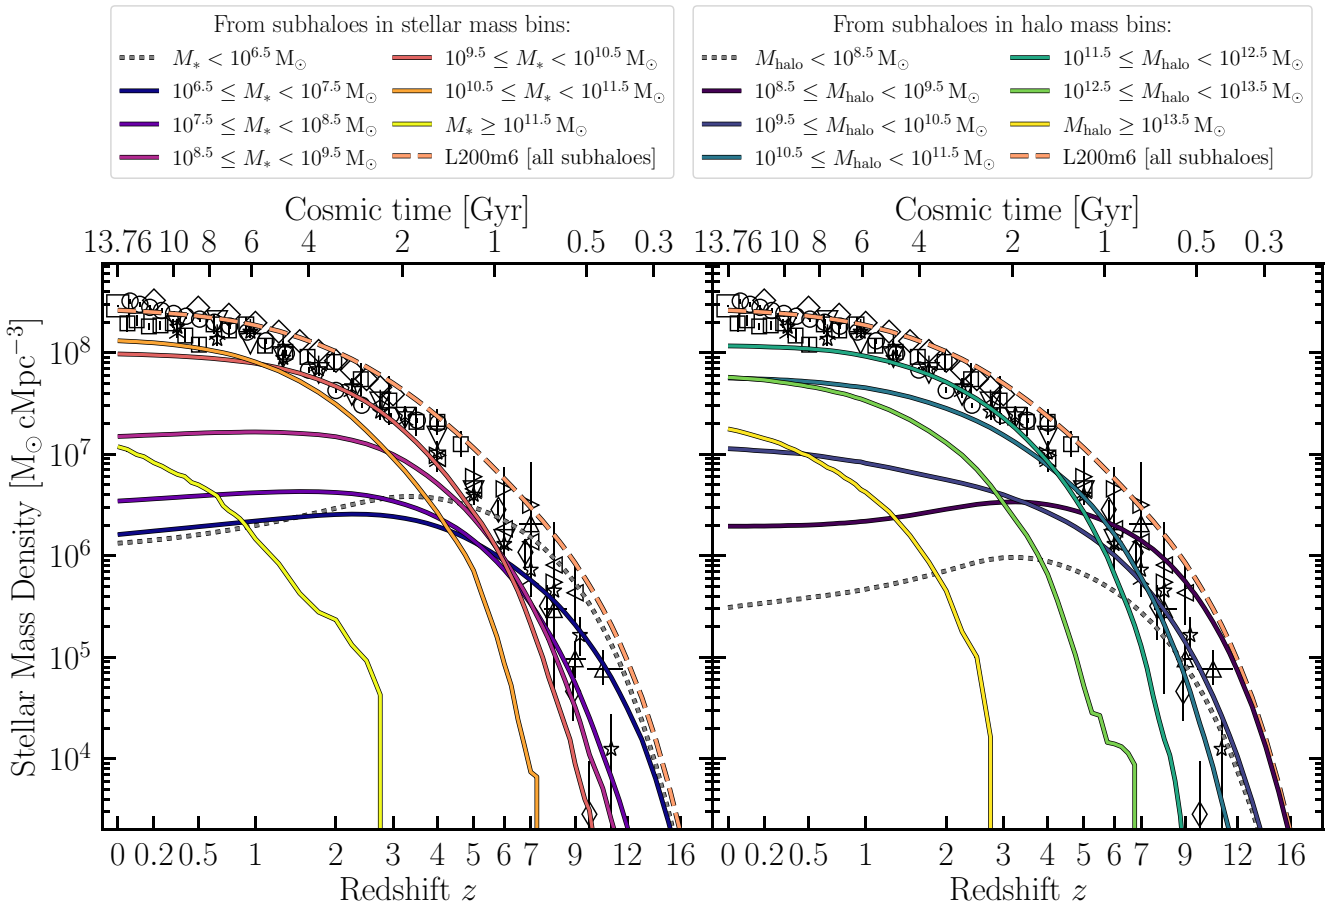 From subhaloes in stellar mass bins:
M* < 10^6.5 M⊙
10^6.5 ≤ M* < 10^7.5 M⊙
10^7.5 ≤ M* < 10^8.5 M⊙
10^8.5 ≤ M* < 10^9.5 M⊙
10^9.5 ≤ M* < 10^10.5 M⊙
10^10.5 ≤ M* < 10^11.5 M⊙
M* ≥ 10^11.5 M⊙
L200m6 [all subhaloes]
From subhaloes in halo mass bins:
M_halo < 10^8.5 M⊙
10^8.5 ≤ M_halo < 10^9.5 M⊙
10^9.5 ≤ M_halo < 10^10.5 M⊙
10^10.5 ≤ M_halo < 10^11.5 M⊙
10^11.5 ≤ M_halo < 10^12.5 M⊙
10^12.5 ≤ M_halo < 10^13.5 M⊙
M_halo ≥ 10^13.5 M⊙
L200m6 [all subhaloes]
Cosmic time [Gyr]
13.76 10 8 6 4 2 1 0.5 0.3
Cosmic time [Gyr]
13.76 10 8 6 4 2 1 0.5 0.3
Stellar Mass Density [M⊙ cMpc^−3]
10^8
10^7
10^6
10^5
10^4
0 0.2 0.5 1 2 3 4 5 6 7 9 12 16
Redshift z
0 0.2 0.5 1 2 3 4 5 6 7 9 12 16
Redshift z